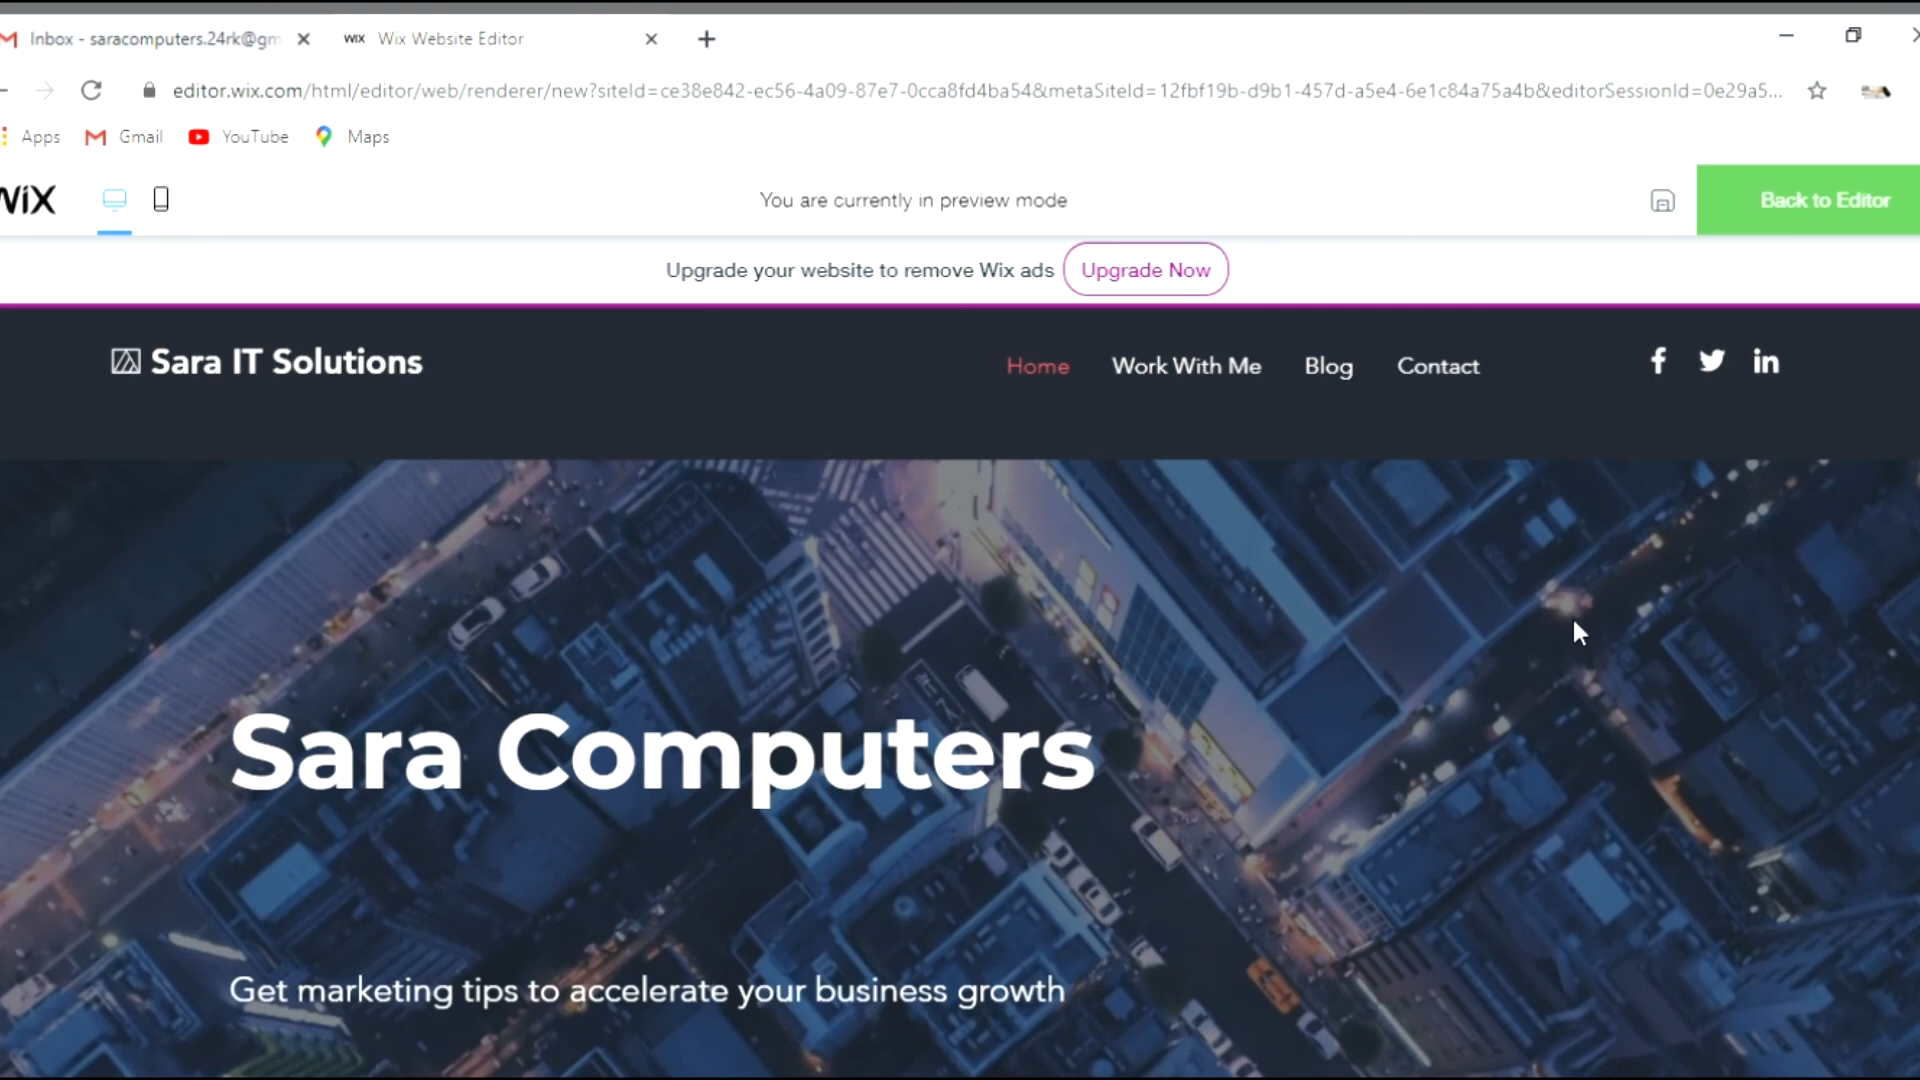 Inbox - saracomputers.24rk@gm
WIX Wix Website Editor
editor.wix.com/html/editor/web/renderer/new?siteId=ce38e842-ec56-4a09-87e7-0cca8fd4ba54&metaSiteId=12fbf19b-d9b1-457d-a5e4-6e1c84a75a4b&editorSessionId=0e29a5...
Apps Gmail YouTube Maps
WiX
You are currently in preview mode
Back to Editor
Upgrade your website to remove Wix ads Upgrade Now
Sara IT Solutions
Home Work With Me Blog Contact
Sara Computers
Get marketing tips to accelerate your business growth